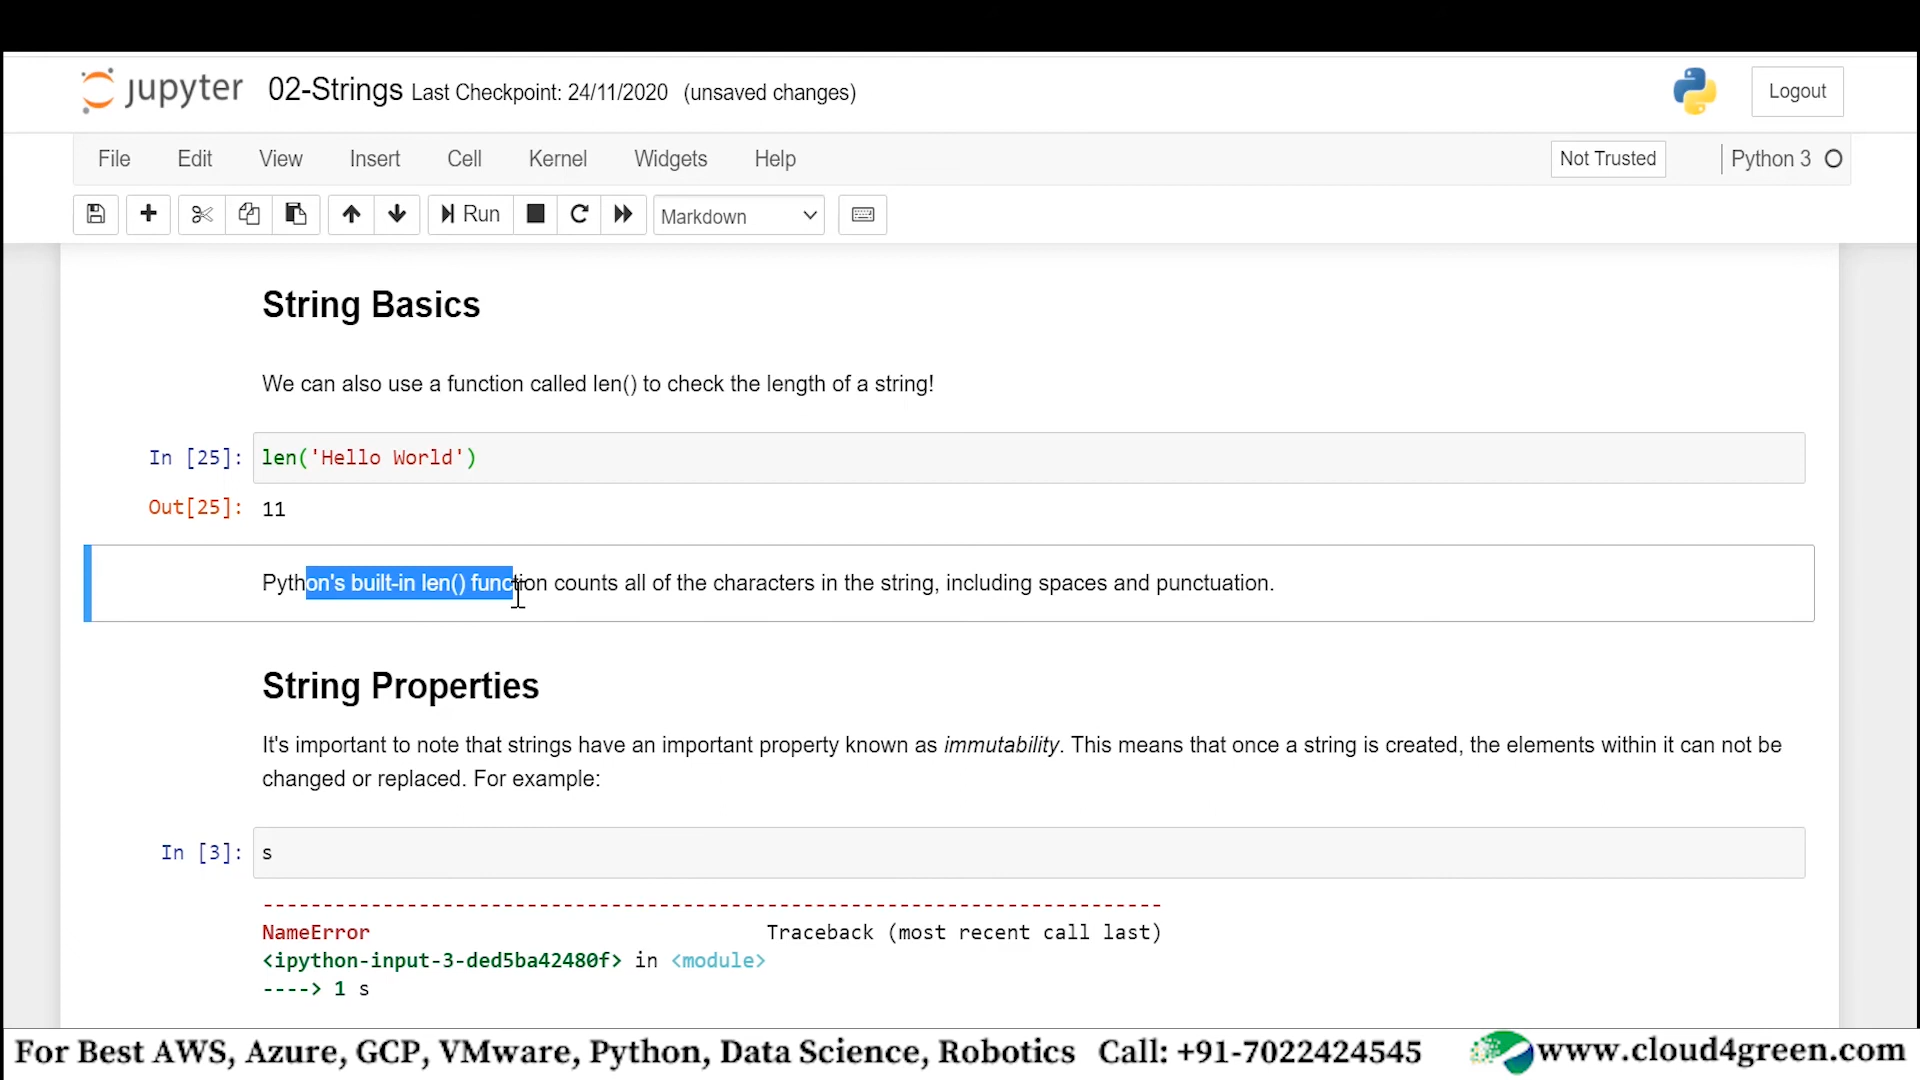 jupyter 02-Strings Last Checkpoint: 24/11/2020 (unsaved changes) Logout
File Edit View Insert Cell Kernel Widgets Help Not Trusted Python 3
Run Markdown
String Basics
We can also use a function called len() to check the length of a string!
In [25]: len('Hello World')
Out[25]: 11
Python's built-in len() function counts all of the characters in the string, including spaces and punctuation.
String Properties
It's important to note that strings have an important property known as immutability. This means that once a string is created, the elements within it can not be
changed or replaced. For example:
In [3]: s
---------------------------------------------------------------------------
NameError Traceback (most recent call last)
<ipython-input-3-ded5ba42480f> in <module>
----> 1 s
For Best AWS, Azure, GCP, VMware, Python, Data Science, Robotics Call: +91-7022424545 www.cloud4green.com